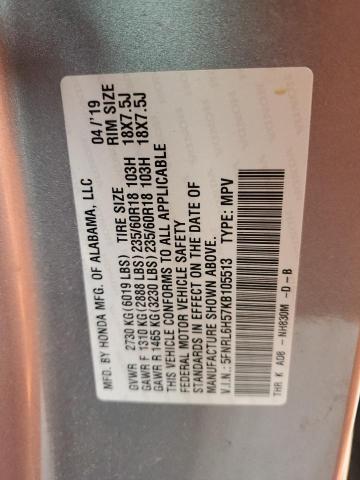 MFD. BY HONDA MFG. OF ALABAMA, LLC 04/'19
TIRE SIZE RIM SIZE
GVWR 2730 KG(6019 LBS)
GAWR F 1310 KG(2888 LBS) 235/60R18 103H 18X7.5J
GAWR R 1465 KG(3230 LBS) 235/60R18 103H 18X7.5J
THIS VEHICLE CONFORMS TO ALL APPLICABLE
FEDERAL MOTOR VEHICLE SAFETY
STANDARDS IN EFFECT ON THE DATE OF
MANUFACTURE SHOWN ABOVE.
V.I.N.:5FNRL6H57KB105513 TYPE: MPV
THR K A08 - NH830M -D -B